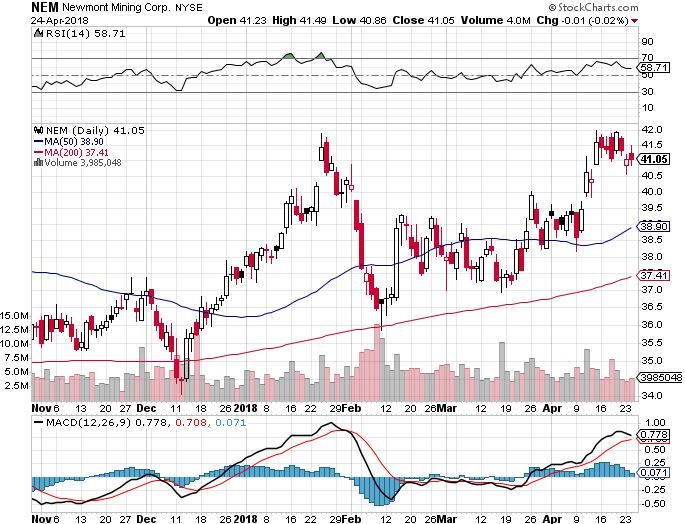 NEM Newmont Mining Corp. NYSE © StockCharts.com
24-Apr-2018 Open 41.23 High 41.49 Low 40.86 Close 41.05 Volume 4.0M Chg -0.01 (-0.02%)
RSI(14) 58.71
90
70
58.71
50
30
10
NEM (Daily) 41.05
MA(50) 38.90
MA(200) 37.41
Volume 3,985,048
42.0
41.05
40.5
40.0
39.5
38.90
38.5
38.0
37.41
37.0
36.5
36.0
35.5
35.0
34.0
15.0M
12.5M
10.0M
7.5M
5.0M
2.5M
3985048
Nov 6 13 20 27 Dec 11 18 2018 8 16 22 Feb 12 20 26 Mar 12 19 26 Apr 9 16 23
MACD(12,26,9) 0.778, 0.708, 0.071
1.00
0.778
0.50
0.25
0.071
-0.25
-0.50
Nov 6 13 20 27 Dec 11 18 2018 8 16 22 Feb 12 20 26 Mar 12 19 26 Apr 9 16 23